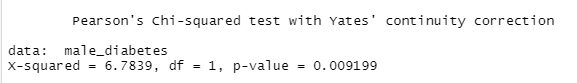 Pearson's Chi-squared test with Yates' continuity correction
data: male_diabetes
X-squared = 6.7839, df = 1, p-value = 0.009199